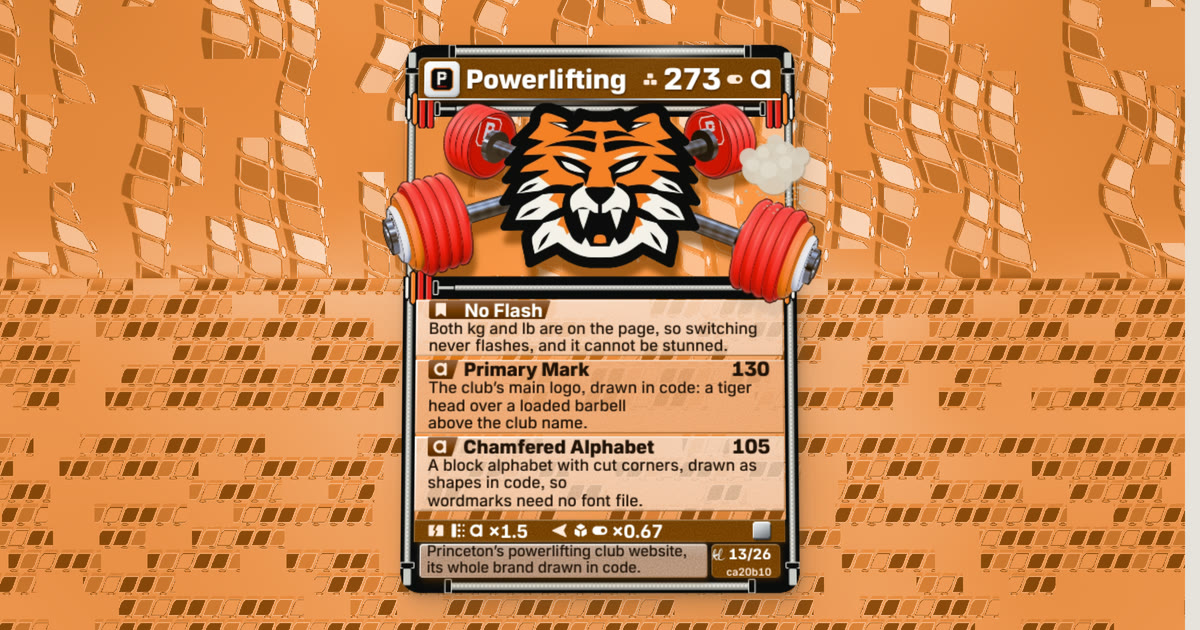 P Powerlifting 273 a
P P
No Flash
Both kg and lb are on the page, so switching
never flashes, and it cannot be stunned.
a Primary Mark 130
The club's main logo, drawn in code: a tiger
head over a loaded barbell
above the club name.
a Chamfered Alphabet 105
A block alphabet with cut corners, drawn as
shapes in code, so
wordmarks need no font file.
a ×1.5 ×0.67
Princeton's powerlifting club website,
its whole brand drawn in code.
13/26
ca20b10